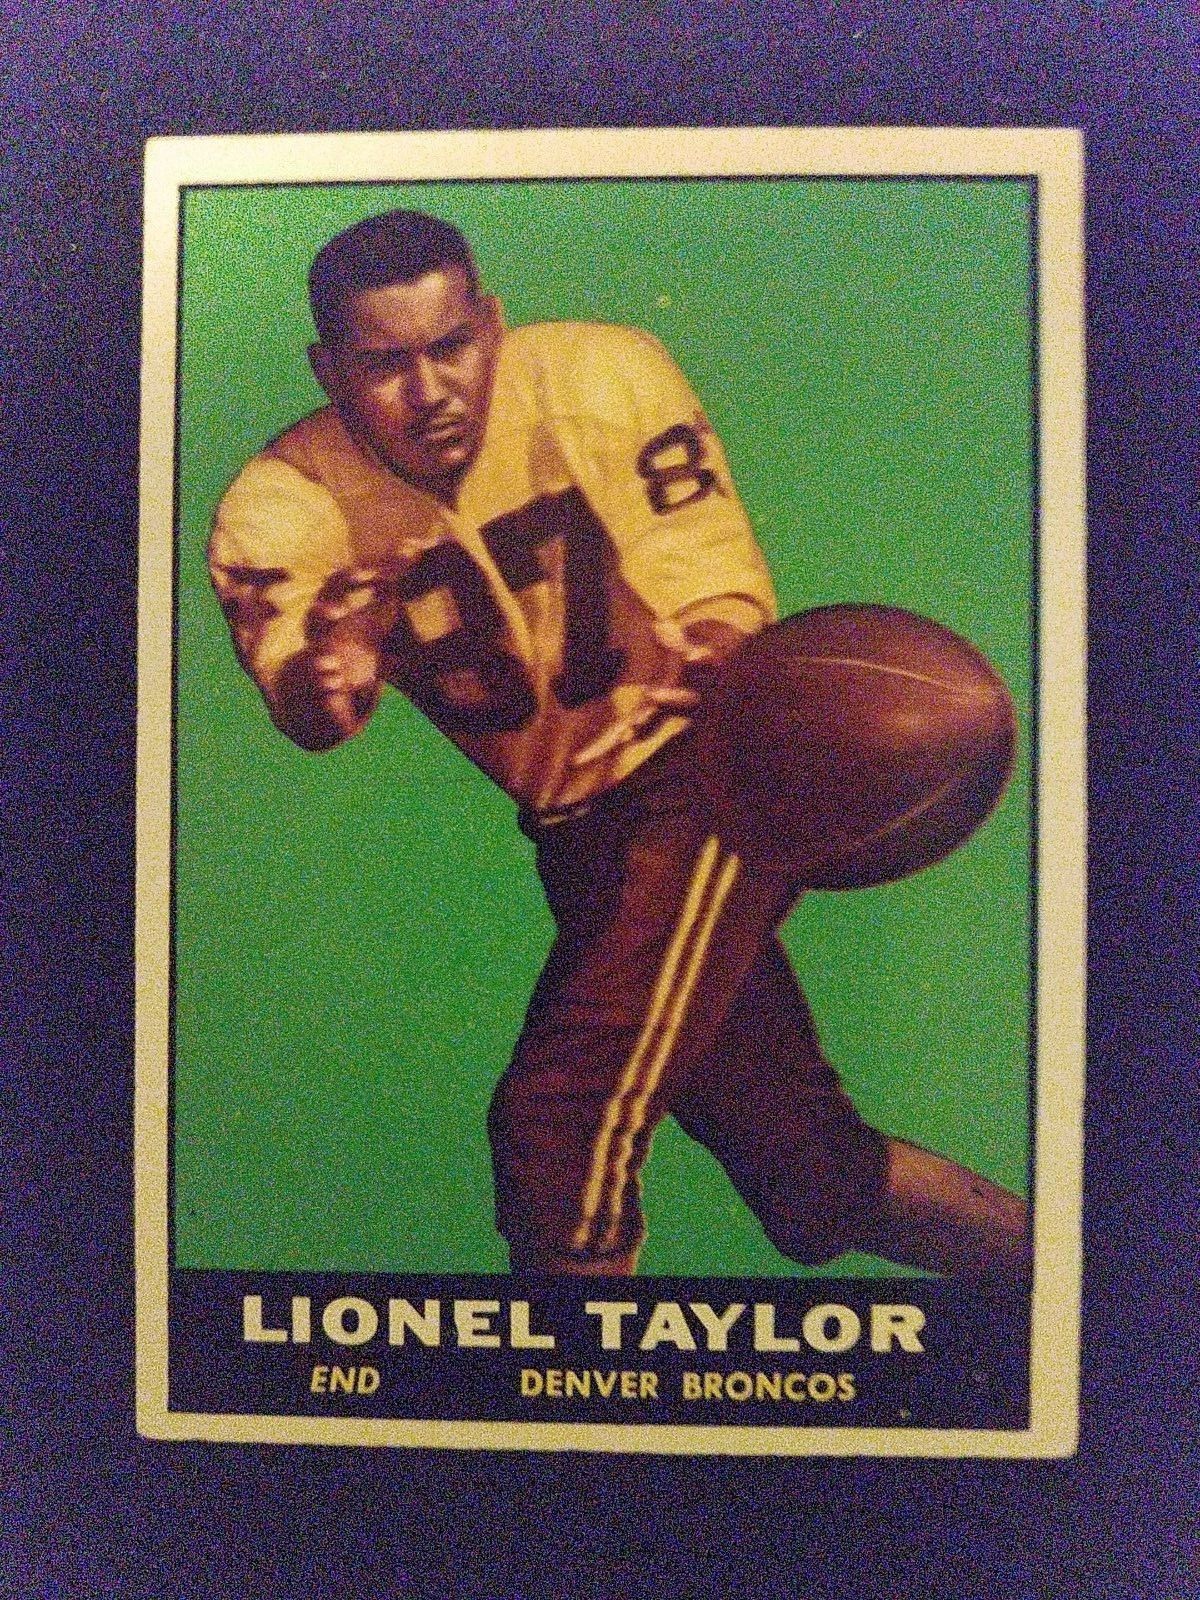 87
8
LIONEL TAYLOR
END DENVER BRONCOS